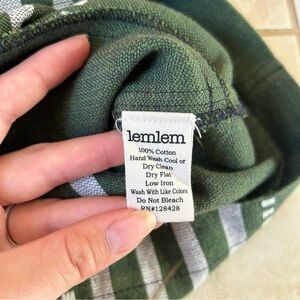 lemlem
100% Cotton
Hand Wash Cool or
Dry Clean
Dry Flat
Low Iron
Wash With Like Colors
Do Not Bleach
RN#128428